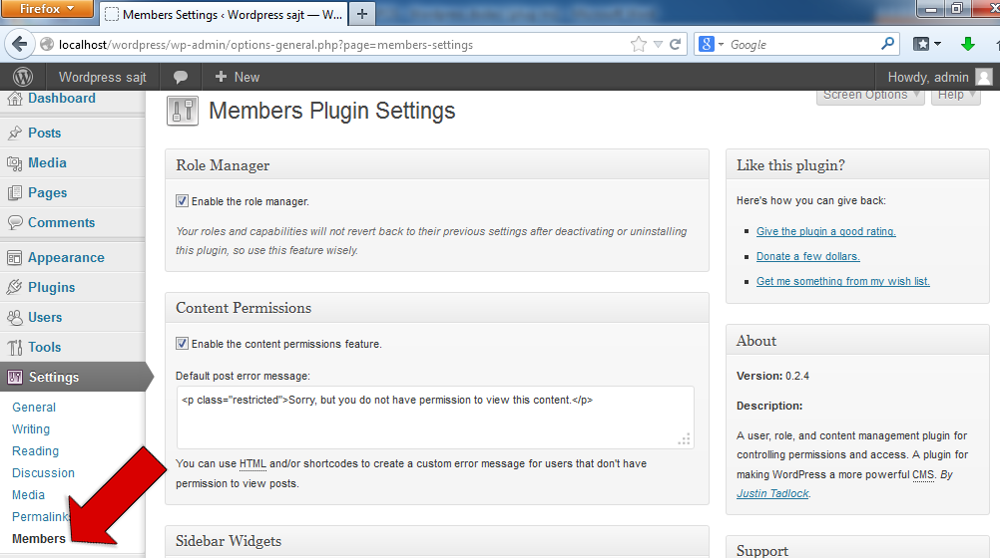 Firefox
Members Settings ‹ Wordpress sajt — W...
localhost/wordpress/wp-admin/options-general.php?page=members-settings
Google
Wordpress sajt
New
Howdy, admin
Dashboard
Posts
Media
Pages
Comments
Appearance
Plugins
Users
Tools
Settings
General
Writing
Reading
Discussion
Media
Permalinks
Members
Screen Options
Help
Members Plugin Settings
Role Manager
Enable the role manager.
Your roles and capabilities will not revert back to their previous settings after deactivating or uninstalling
this plugin, so use this feature wisely.
Content Permissions
Enable the content permissions feature.
Default post error message:
<p class="restricted">Sorry, but you do not have permission to view this content.</p>
You can use HTML and/or shortcodes to create a custom error message for users that don't have
permission to view posts.
Sidebar Widgets
Like this plugin?
Here's how you can give back:
Give the plugin a good rating.
Donate a few dollars.
Get me something from my wish list.
About
Version: 0.2.4
Description:
A user, role, and content management plugin for
controlling permissions and access. A plugin for
making WordPress a more powerful CMS. By
Justin Tadlock.
Support